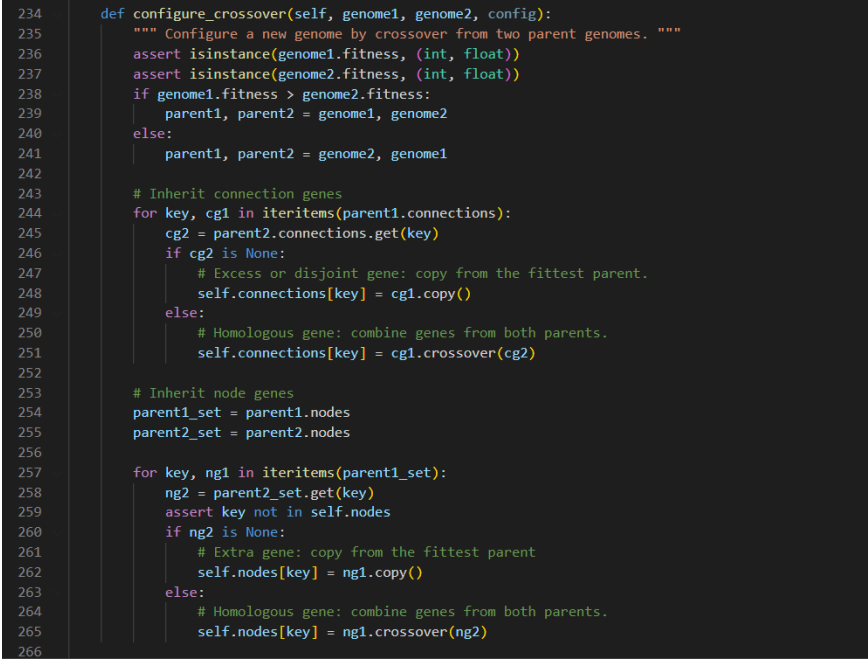 234 def configure_crossover(self, genome1, genome2, config):
235 """ Configure a new genome by crossover from two parent genomes. """
236 assert isinstance(genome1.fitness, (int, float))
237 assert isinstance(genome2.fitness, (int, float))
238 if genome1.fitness > genome2.fitness:
239 parent1, parent2 = genome1, genome2
240 else:
241 parent1, parent2 = genome2, genome1
242
243 # Inherit connection genes
244 for key, cg1 in iteritems(parent1.connections):
245 cg2 = parent2.connections.get(key)
246 if cg2 is None:
247 # Excess or disjoint gene: copy from the fittest parent.
248 self.connections[key] = cg1.copy()
249 else:
250 # Homologous gene: combine genes from both parents.
251 self.connections[key] = cg1.crossover(cg2)
252
253 # Inherit node genes
254 parent1_set = parent1.nodes
255 parent2_set = parent2.nodes
256
257 for key, ng1 in iteritems(parent1_set):
258 ng2 = parent2_set.get(key)
259 assert key not in self.nodes
260 if ng2 is None:
261 # Extra gene: copy from the fittest parent
262 self.nodes[key] = ng1.copy()
263 else:
264 # Homologous gene: combine genes from both parents.
265 self.nodes[key] = ng1.crossover(ng2)
266